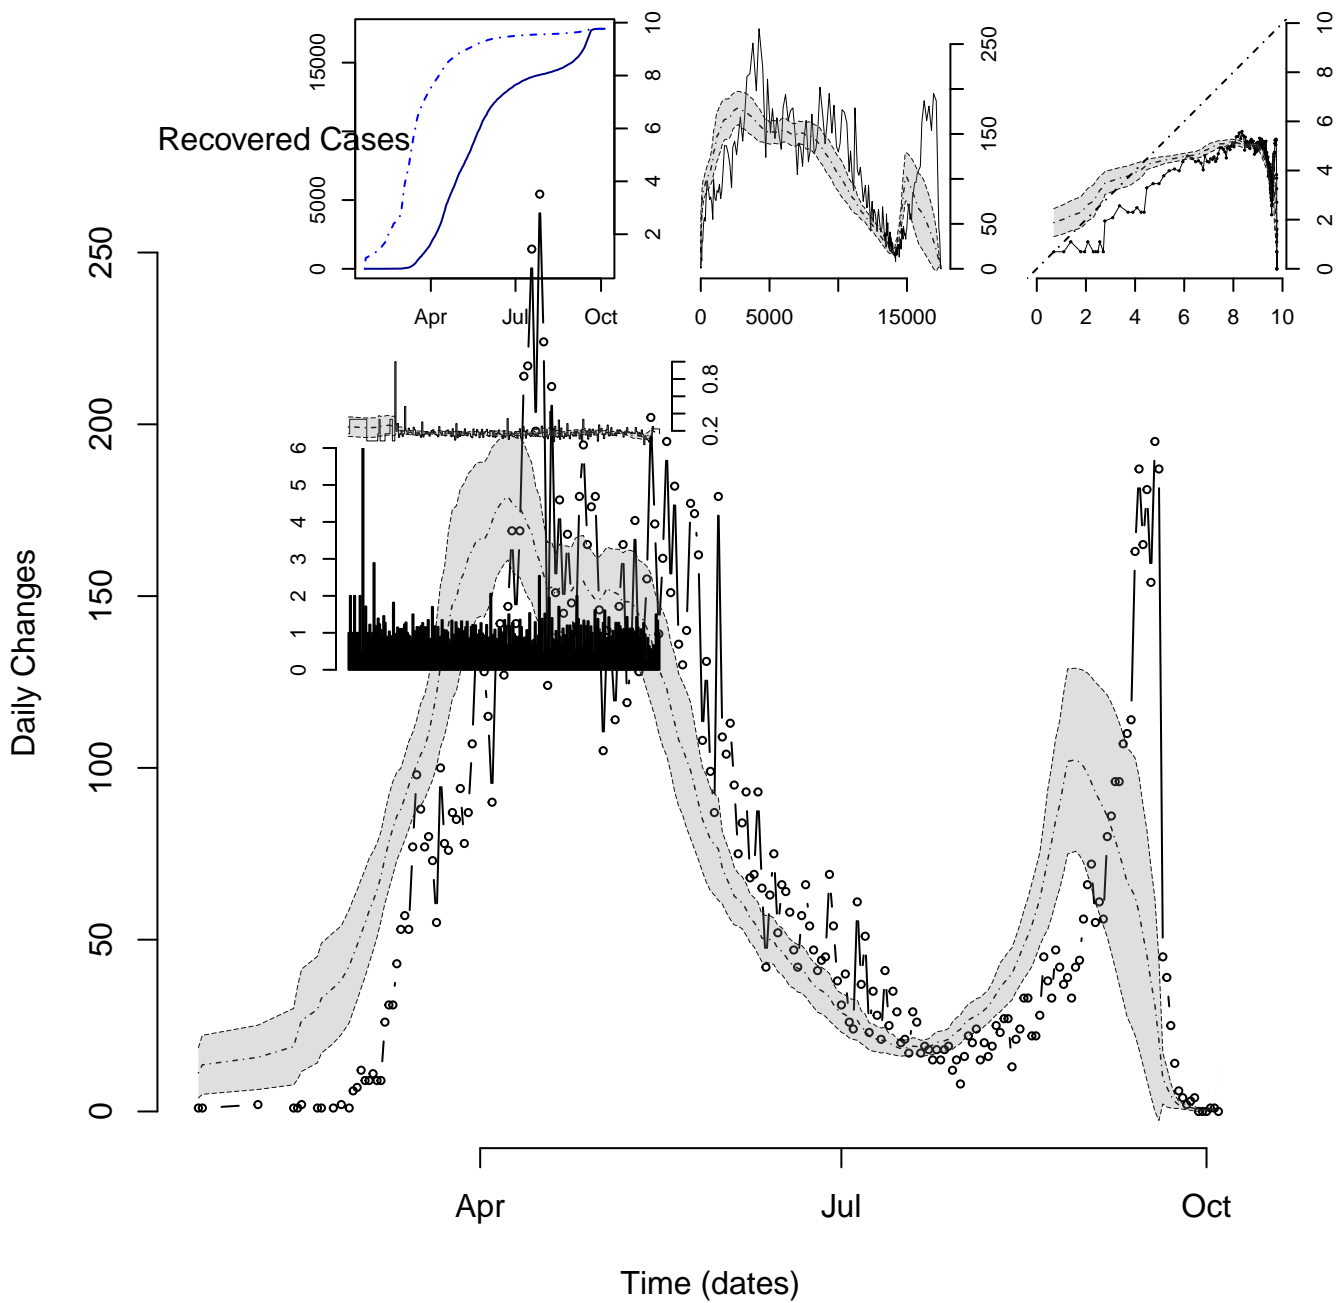 Recovered Cases
0 5000 15000
2 4 6 8 10
Apr Jul Oct
0 50 150 250
0 5000 15000
0 2 4 6 8 10
0 2 4 6 8 10
0.2 0.8
0 1 2 3 4 5 6
Daily Changes
0 50 100 150 200 250
Apr Jul Oct
Time (dates)